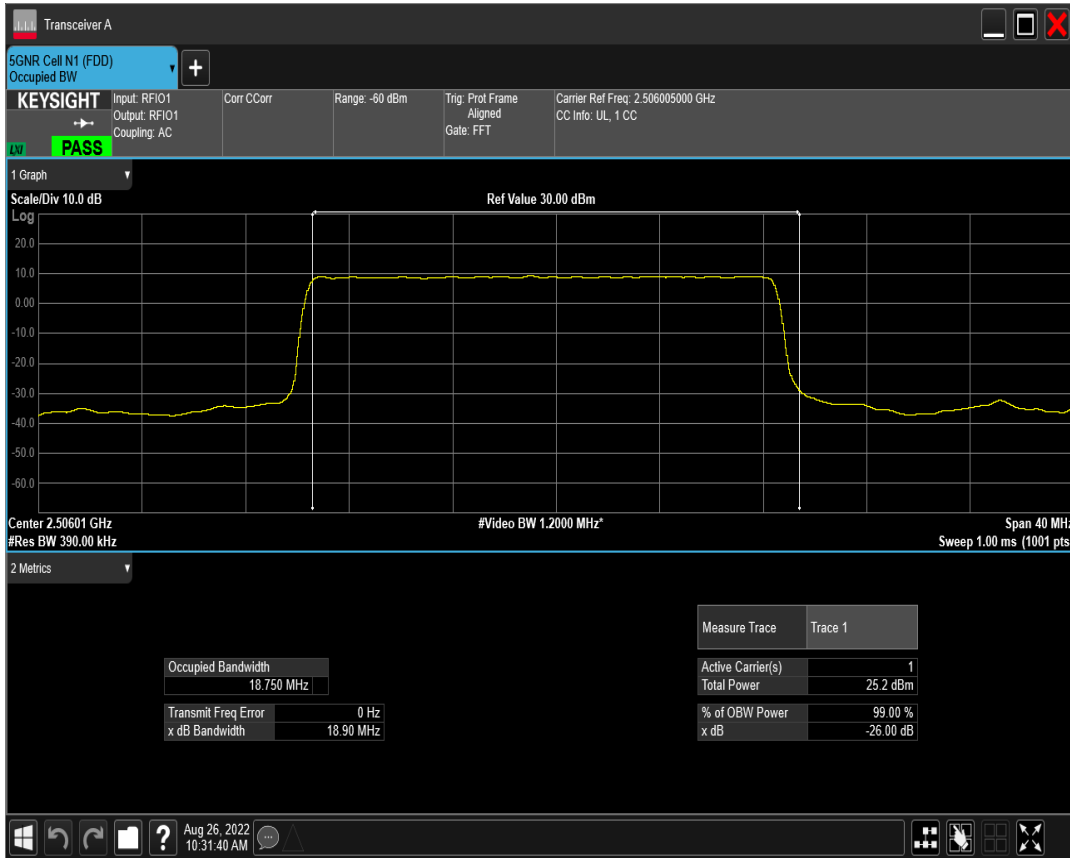 Transceiver A
5GNR Cell N1 (FDD)
Occupied BW
+
KEYSIGHT
LXI
PASS
Input: RFIO1
Output: RFIO1
Coupling: AC
Corr CCorr
Range: -60 dBm
Trig: Prot Frame
Aligned
Gate: FFT
Carrier Ref Freq: 2.506005000 GHz
CC Info: UL, 1 CC
1 Graph
Scale/Div 10.0 dB
Ref Value 30.00 dBm
Log
20.0
10.0
0.00
-10.0
-20.0
-30.0
-40.0
-50.0
-60.0
Center 2.50601 GHz
#Video BW 1.2000 MHz*
Span 40 MHz
#Res BW 390.00 kHz
Sweep 1.00 ms (1001 pts
2 Metrics
Measure Trace Trace 1
Occupied Bandwidth
18.750 MHz
Active Carrier(s) 1
Total Power 25.2 dBm
Transmit Freq Error 0 Hz
x dB Bandwidth 18.90 MHz
% of OBW Power 99.00 %
x dB -26.00 dB
?
Aug 26, 2022
10:31:40 AM